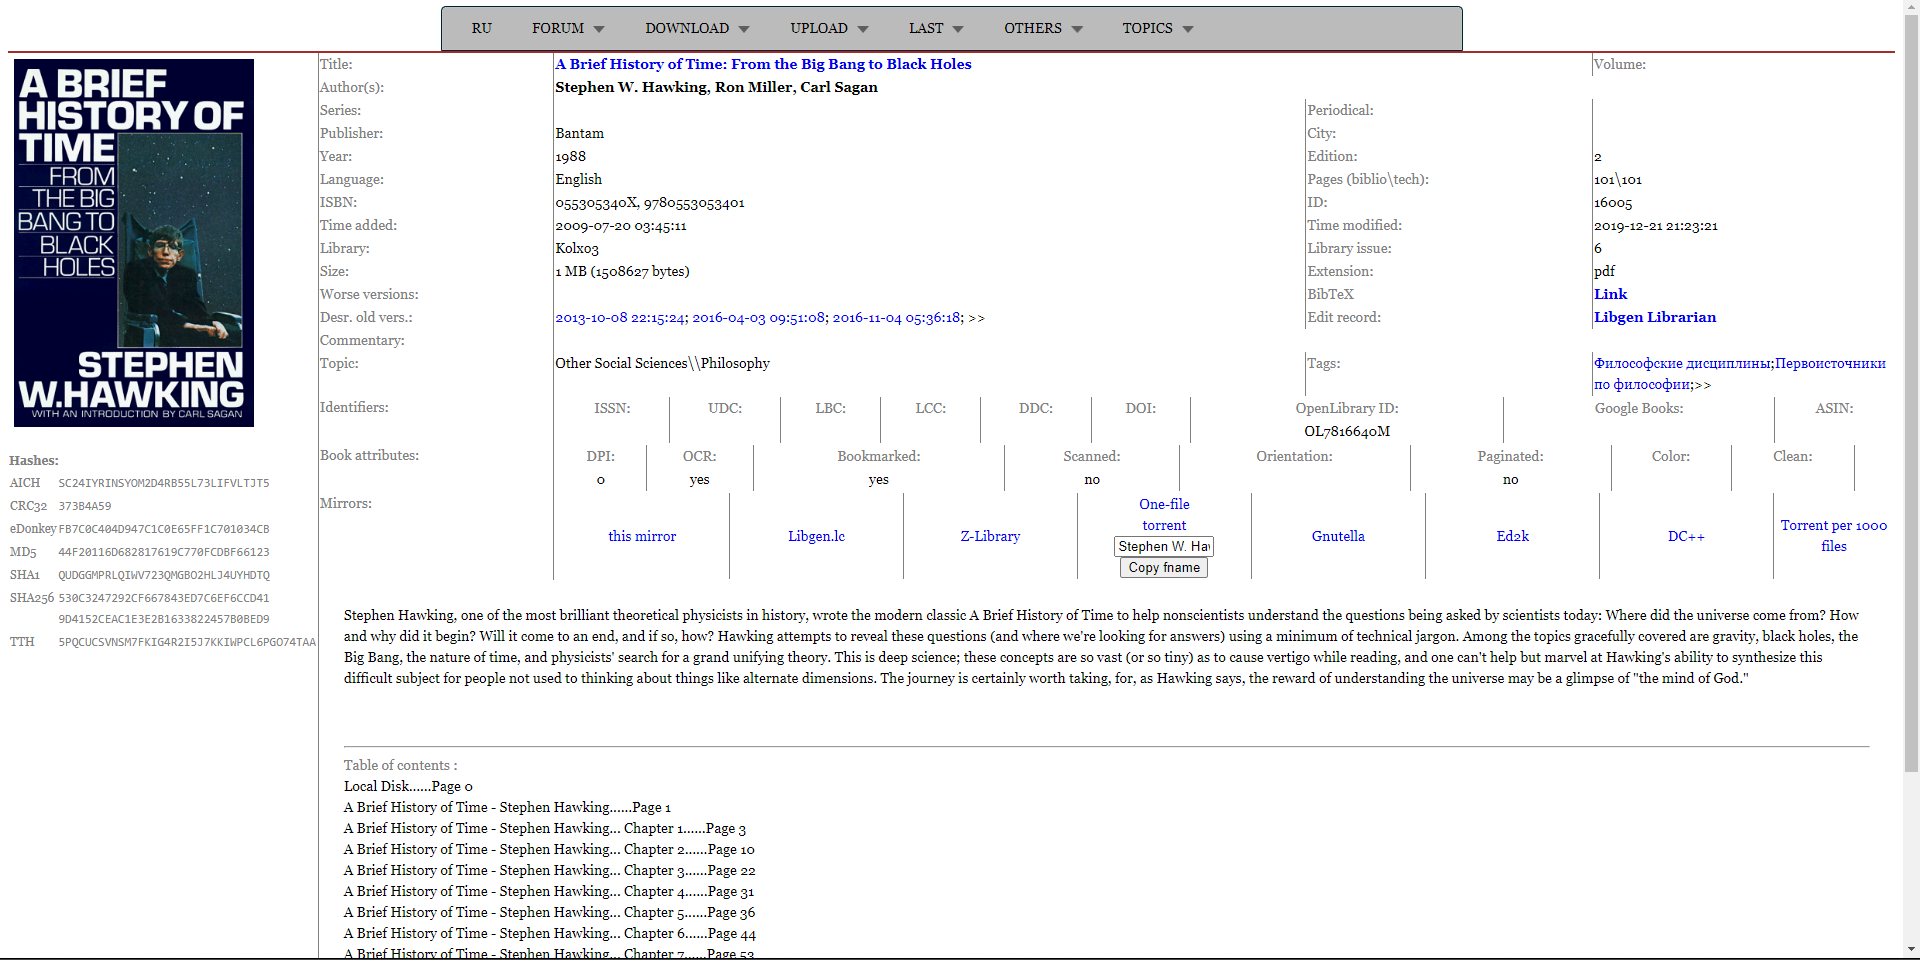 RU FORUM DOWNLOAD UPLOAD LAST OTHERS TOPICS
A BRIEF
HISTORY OF
TIME
FROM
THE BIG
BANG TO
BLACK
HOLES
STEPHEN
W.HAWKING
WITH AN INTRODUCTION BY CARL SAGAN
Hashes:
AICH SC24IYRINSYOM2D4RB55L73LIFVLTJT5
CRC32 373B4A59
eDonkey FB7C0C404D947C1C0E65FF1C701034CB
MD5 44F20116D682817619C770FCDBF66123
SHA1 QUDGGMPRLQIWV723QMGBO2HLJ4UYHDTQ
SHA256 530C3247292CF667843ED7C6EF6CCD41
9D4152CEAC1E3E2B1633822457B0BED9
TTH 5PQCUCSVNSM7FKIG4R2I5J7KKIWPCL6PGO74TAA
Title: A Brief History of Time: From the Big Bang to Black Holes Volume:
Author(s): Stephen W. Hawking, Ron Miller, Carl Sagan
Series: Periodical:
Publisher: Bantam City:
Year: 1988 Edition: 2
Language: English Pages (biblio\tech): 101\101
ISBN: 055305340X, 9780553053401 ID: 16005
Time added: 2009-07-20 03:45:11 Time modified: 2019-12-21 21:23:21
Library: Kolxo3 Library issue: 6
Size: 1 MB (1508627 bytes) Extension: pdf
Worse versions: BibTeX Link
Desr. old vers.: 2013-10-08 22:15:24; 2016-04-03 09:51:08; 2016-11-04 05:36:18; >> Edit record: Libgen Librarian
Commentary:
Topic: Other Social Sciences\\Philosophy Tags: Философские дисциплины;Первоисточники
по философии;>>
Identifiers: ISSN: UDC: LBC: LCC: DDC: DOI: OpenLibrary ID: Google Books: ASIN:
OL7816640M
Book attributes: DPI: OCR: Bookmarked: Scanned: Orientation: Paginated: Color: Clean:
0 yes yes no no
Mirrors: this mirror Libgen.lc Z-Library One-file
torrent
Stephen W. Hav
Copy fname
Gnutella Ed2k DC++ Torrent per 1000
files
Stephen Hawking, one of the most brilliant theoretical physicists in history, wrote the modern classic A Brief History of Time to help nonscientists understand the questions being asked by scientists today: Where did the universe come from? How
and why did it begin? Will it come to an end, and if so, how? Hawking attempts to reveal these questions (and where we're looking for answers) using a minimum of technical jargon. Among the topics gracefully covered are gravity, black holes, the
Big Bang, the nature of time, and physicists' search for a grand unifying theory. This is deep science; these concepts are so vast (or so tiny) as to cause vertigo while reading, and one can't help but marvel at Hawking's ability to synthesize this
difficult subject for people not used to thinking about things like alternate dimensions. The journey is certainly worth taking, for, as Hawking says, the reward of understanding the universe may be a glimpse of "the mind of God."
Table of contents :
Local Disk......Page 0
A Brief History of Time - Stephen Hawking......Page 1
A Brief History of Time - Stephen Hawking... Chapter 1......Page 3
A Brief History of Time - Stephen Hawking... Chapter 2......Page 10
A Brief History of Time - Stephen Hawking... Chapter 3......Page 22
A Brief History of Time - Stephen Hawking... Chapter 4......Page 31
A Brief History of Time - Stephen Hawking... Chapter 5......Page 36
A Brief History of Time - Stephen Hawking... Chapter 6......Page 44
A Brief History of Time - Stephen Hawking... Chapter 7......Page 53